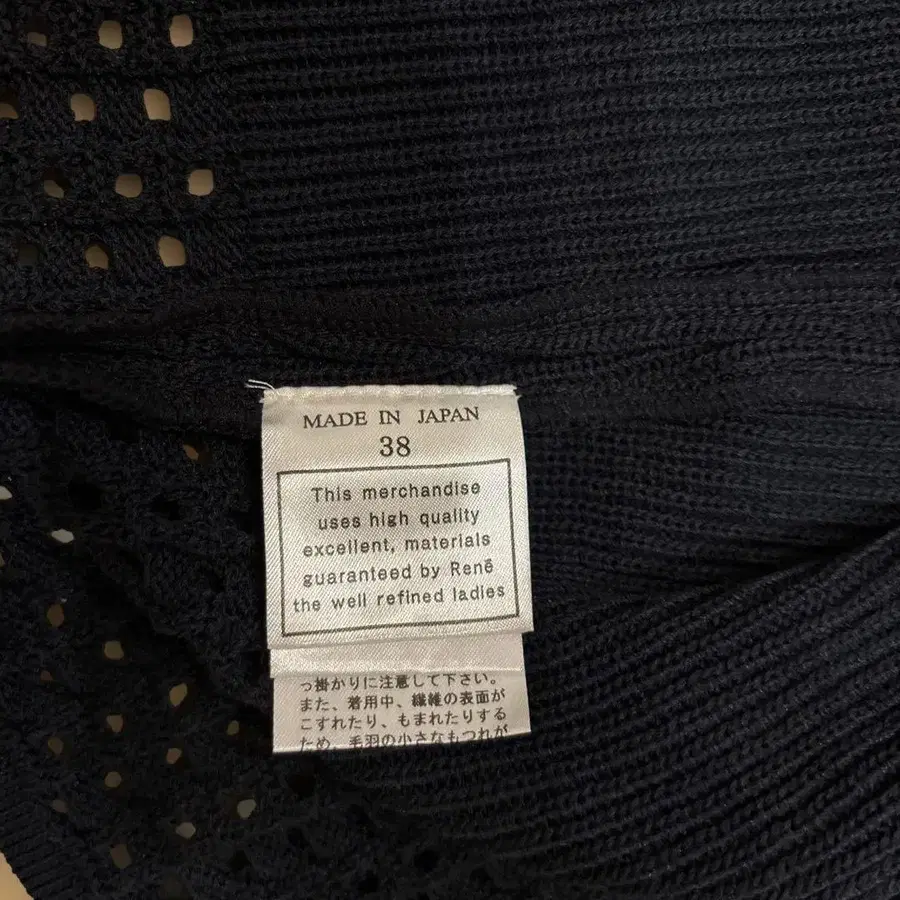 MADE IN JAPAN
38
This merchandise
uses high quality
excellent, materials
guaranteed by Renē
the well refined ladies
っ掛かりに注意して下さい。
また、着用中、繊維の表面が
こすれたり、もまれたりする
ため、毛羽の小さなもつれが